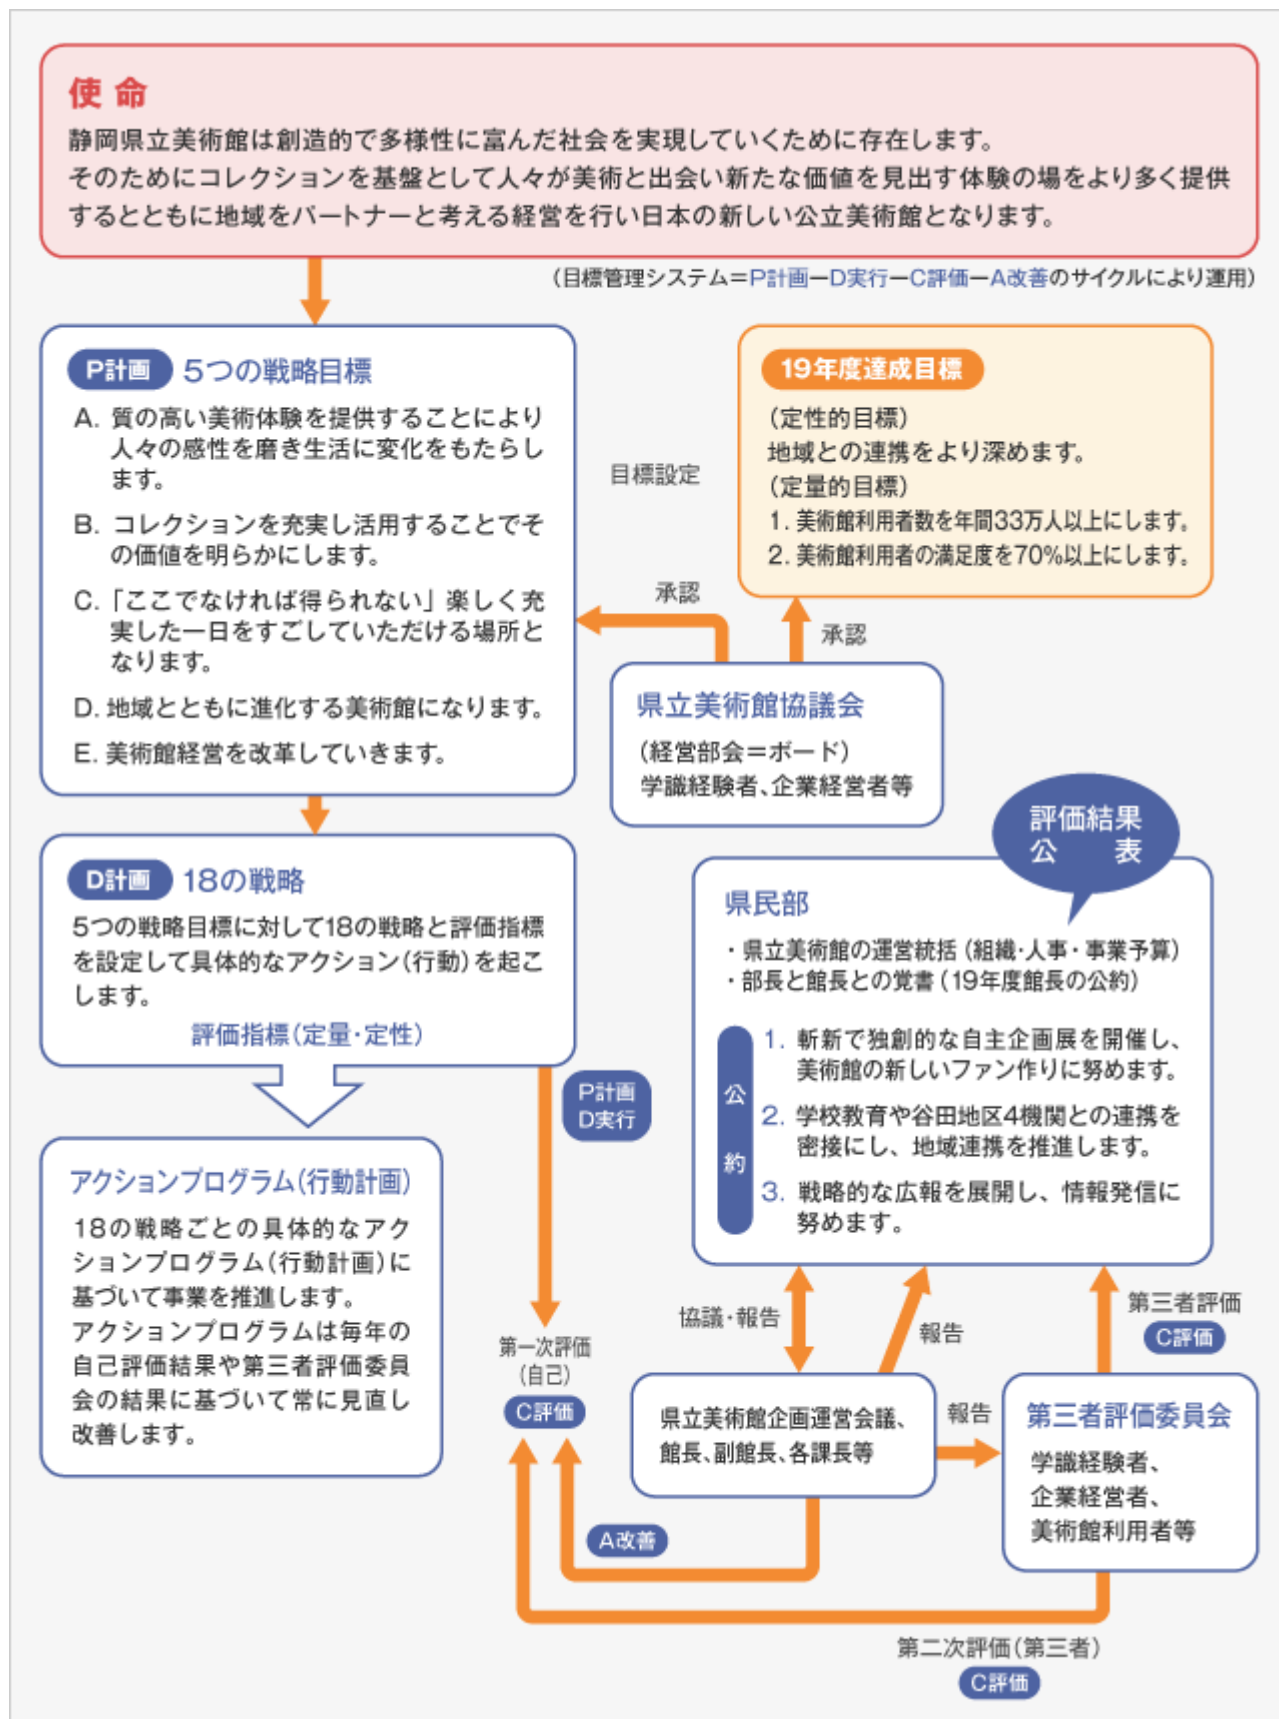 使命
静岡県立美術館は創造的で多様性に富んだ社会を実現していくために存在します。
そのためにコレクションを基盤として人々が美術と出会い新たな価値を見出す体験の場をより多く提供
するとともに地域をパートナーと考える経営を行い日本の新しい公立美術館となります。
(目標管理システム=P計画ーD実行ーC評価ーA改善のサイクルにより運用)
P計画 5つの戦略目標
A. 質の高い美術体験を提供することにより
人々の感性を磨き生活に変化をもたらし
ます。
B. コレクションを充実し活用することでそ
の価値を明らかにします。
C.「ここでなければ得られない」楽しく充
実した一日をすごしていただける場所と
なります。
D. 地域とともに進化する美術館になります。
E. 美術館経営を改革していきます。
目標設定
19年度達成目標
(定性的目標)
地域との連携をより深めます。
(定量的目標)
1. 美術館利用者数を年間33万人以上にします。
2. 美術館利用者の満足度を70%以上にします。
承認
承認
県立美術館協議会
(経営部会=ボード)
学識経験者、企業経営者等
D計画 18の戦略
5つの戦略目標に対して18の戦略と評価指標
を設定して具体的なアクション(行動)を起こ
します。
評価指標(定量・定性)
P計画
D実行
アクションプログラム(行動計画)
18の戦略ごとの具体的なアク
ションプログラム(行動計画)に
基づいて事業を推進します。
アクションプログラムは毎年の
自己評価結果や第三者評価委員
会の結果に基づいて常に見直し
改善します。
評価結果
公 表
県民部
・県立美術館の運営統括(組織・人事・事業予算)
・部長と館長との覚書(19年度館長の公約)
公約
1. 斬新で独創的な自主企画展を開催し、
美術館の新しいファン作りに努めます。
2. 学校教育や谷田地区4機関との連携を
密接にし、地域連携を推進します。
3. 戦略的な広報を展開し、情報発信に
努めます。
協議・報告
報告
第三者評価
C評価
第一次評価
(自己)
C評価
県立美術館企画運営会議、
館長、副館長、各課長等
報告
第三者評価委員会
学識経験者、
企業経営者、
美術館利用者等
A改善
第二次評価(第三者)
C評価